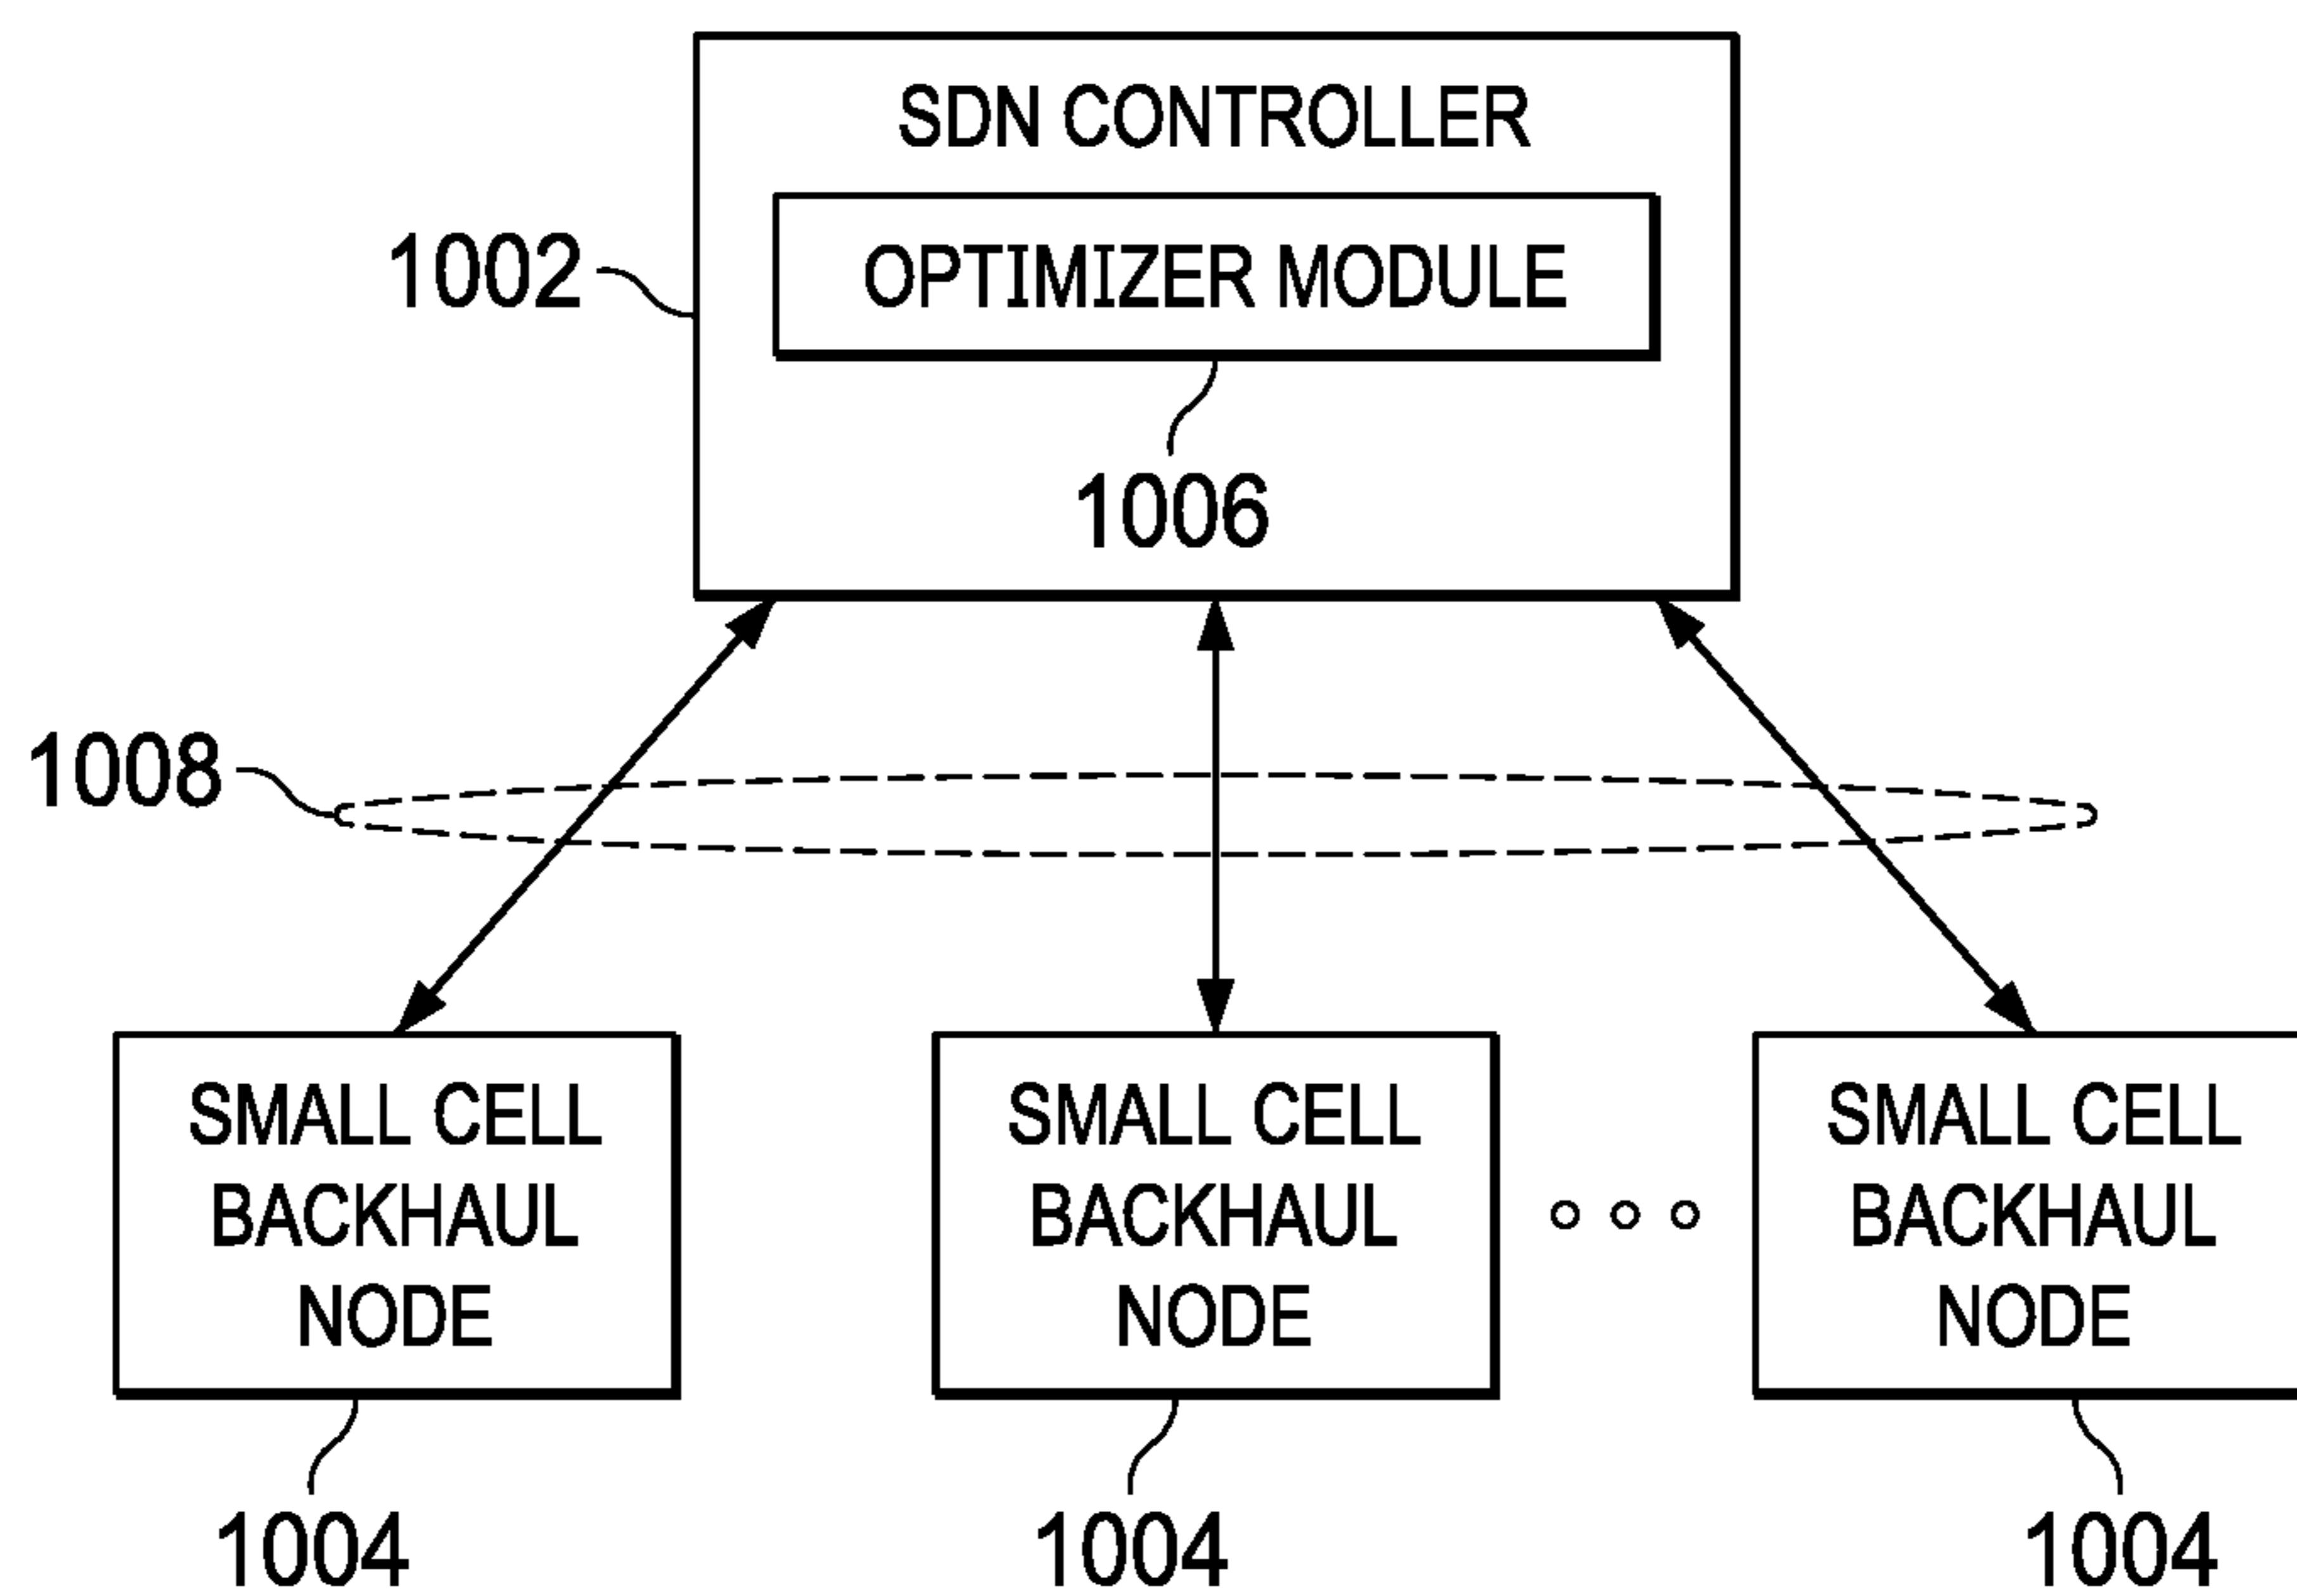 SDN CONTROLLER
OPTIMIZER MODULE
1002
1006
1008
SMALL CELL
BACKHAUL
NODE
SMALL CELL
BACKHAUL
NODE
SMALL CELL
BACKHAUL
NODE
1004
1004
1004